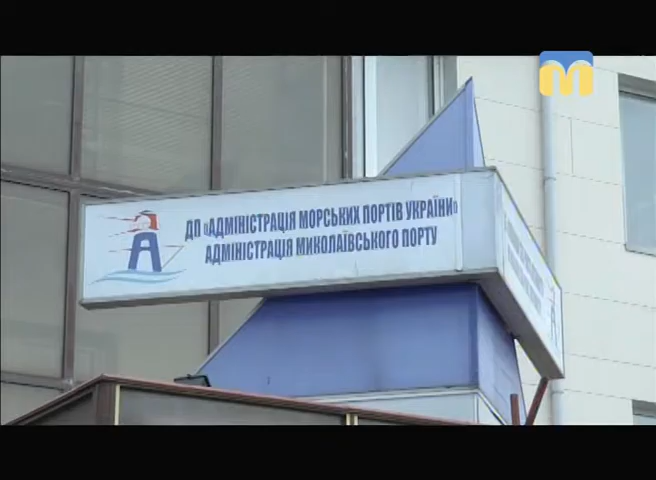 ДП «АДМІНІСТРАЦІЯ МОРСЬКИХ ПОРТІВ УКРАЇНИ»
АДМІНІСТРАЦІЯ МИКОЛАЇВСЬКОГО ПОРТУ